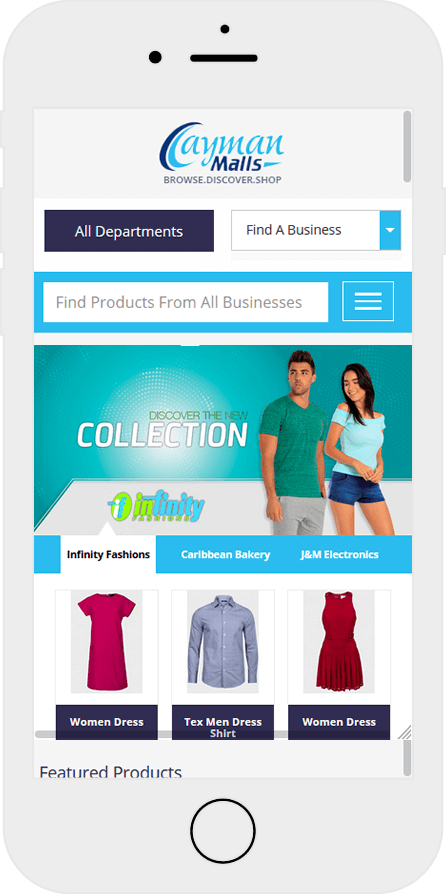 Cayman
Malls
BROWSE.DISCOVER.SHOP
All Departments
Find A Business
Find Products From All Businesses
DISCOVER THE NEW
COLLECTION
infinity
FASHIONS
Infinity Fashions
Caribbean Bakery
J&M Electronics
Women Dress
Tex Men Dress
Shirt
Women Dress
Featured Products